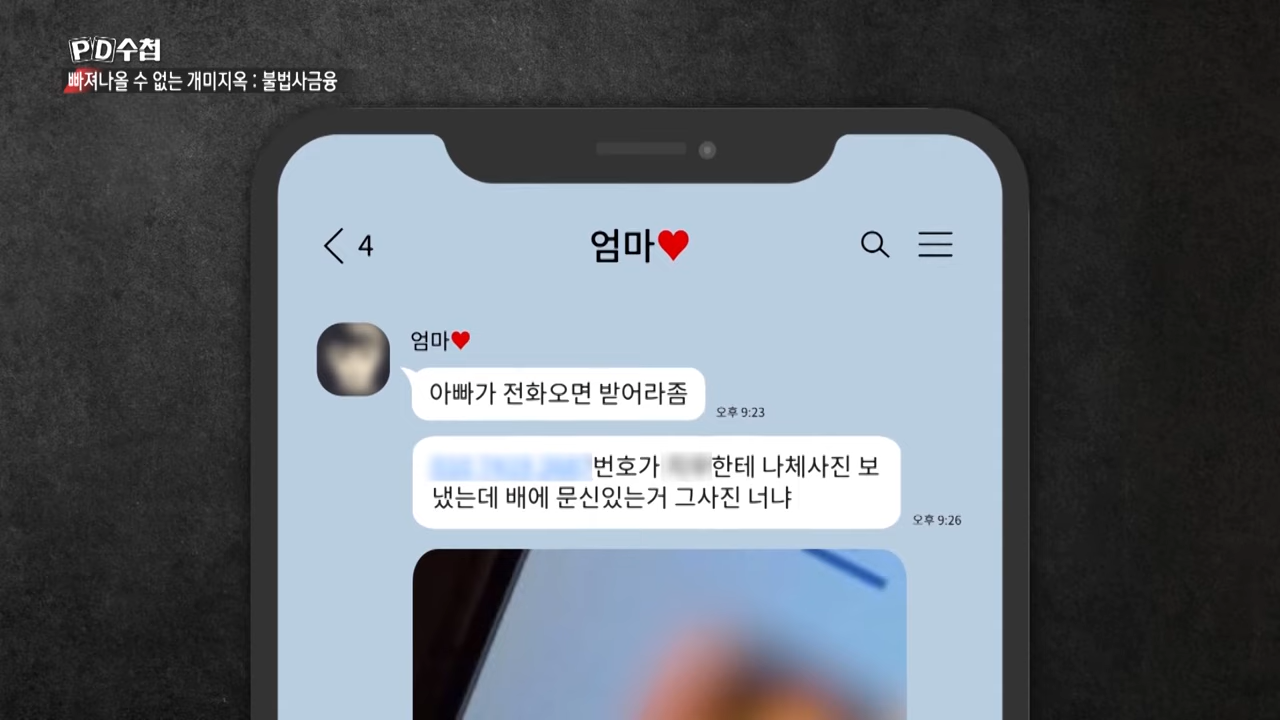 PD수첩
빠져나올 수 없는 개미지옥 : 불법사금융
4
엄마♥
엄마♥
아빠가 전화오면 받어라좀
오후 9:23
번호가 한테 나체사진 보
냈는데 배에 문신있는거 그사진 너냐
오후 9:26